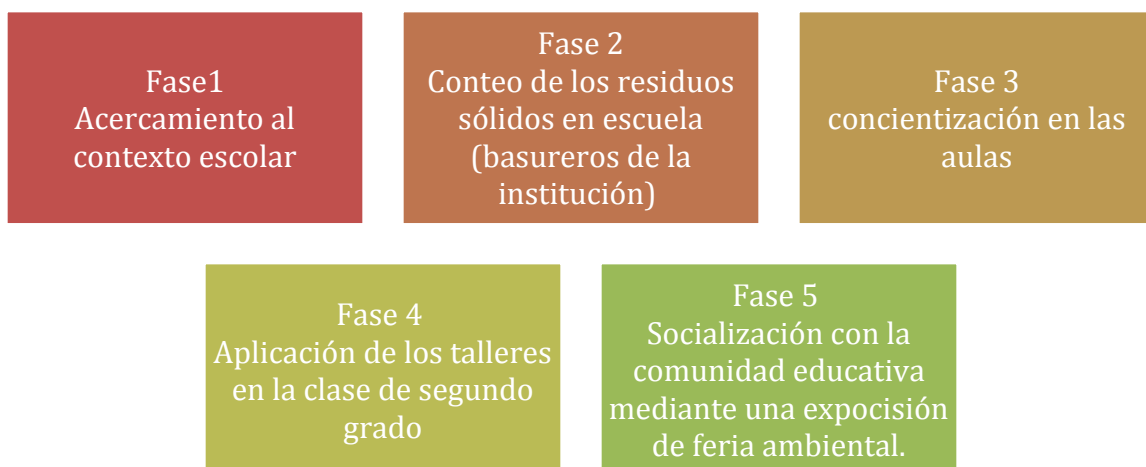 Fase1
Acercamiento al
contexto escolar
Fase 2
Conteo de los residuos
sólidos en escuela
(basureros de la
institución)
Fase 3
concientización en las
aulas
Fase 4
Aplicación de los talleres
en la clase de segundo
grado
Fase 5
Socialización con la
comunidad educativa
mediante una expocisión
de feria ambiental.